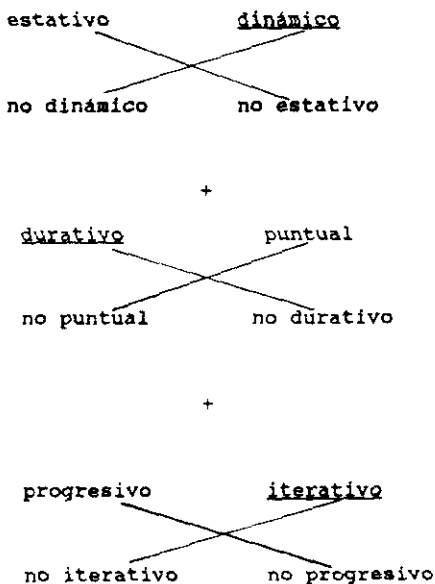 estativo dinámico
no dinámico no estativo
+
durativo puntual
no puntual no durativo
+
progresivo iterativo
no iterativo no progresivo